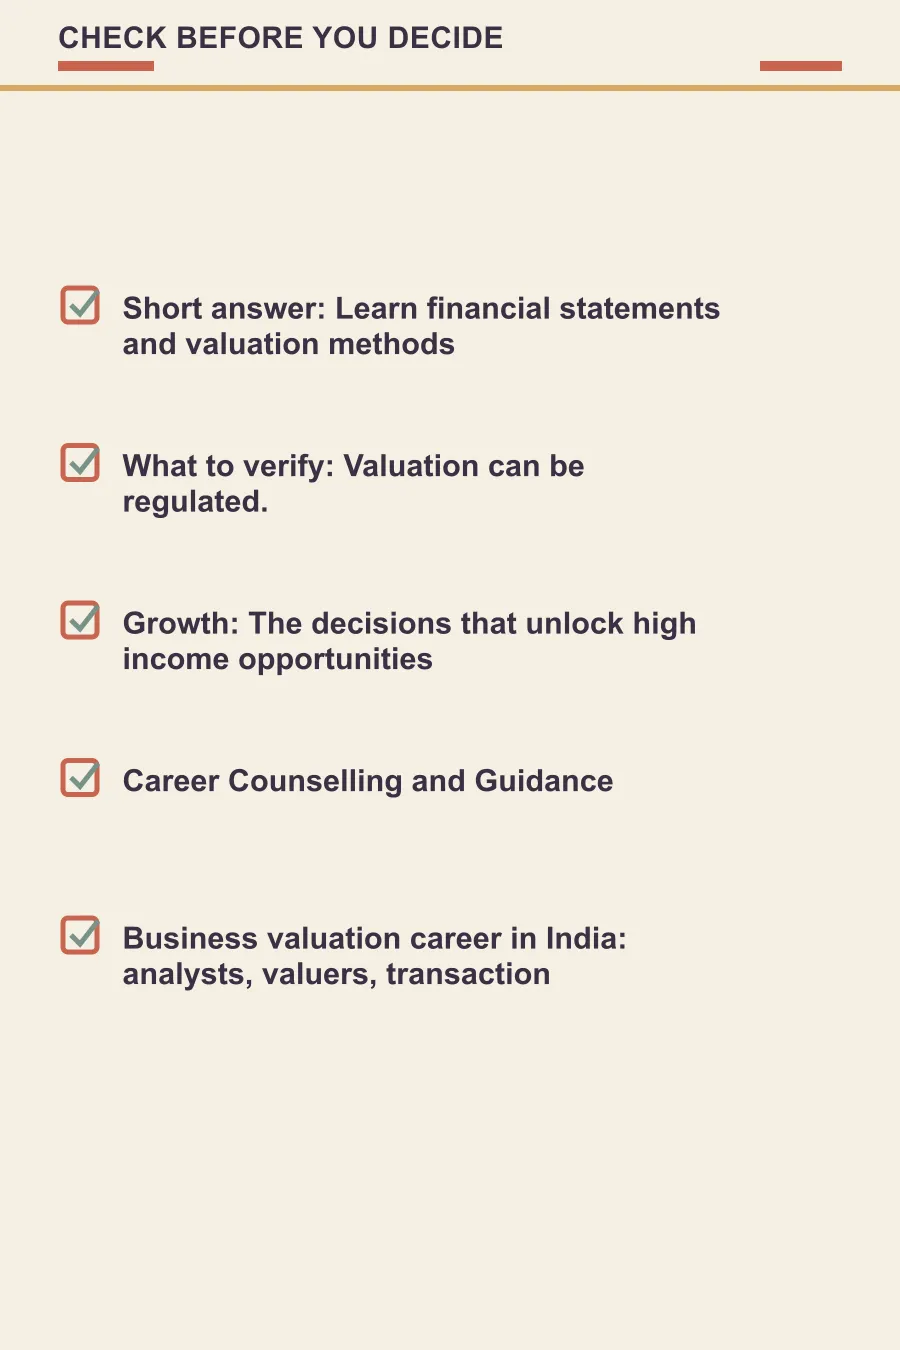 CHECK BEFORE YOU DECIDE
Short answer: Learn financial statements
and valuation methods
What to verify: Valuation can be
regulated.
Growth: The decisions that unlock high
income opportunities
Career Counselling and Guidance
Business valuation career in India:
analysts, valuers, transaction